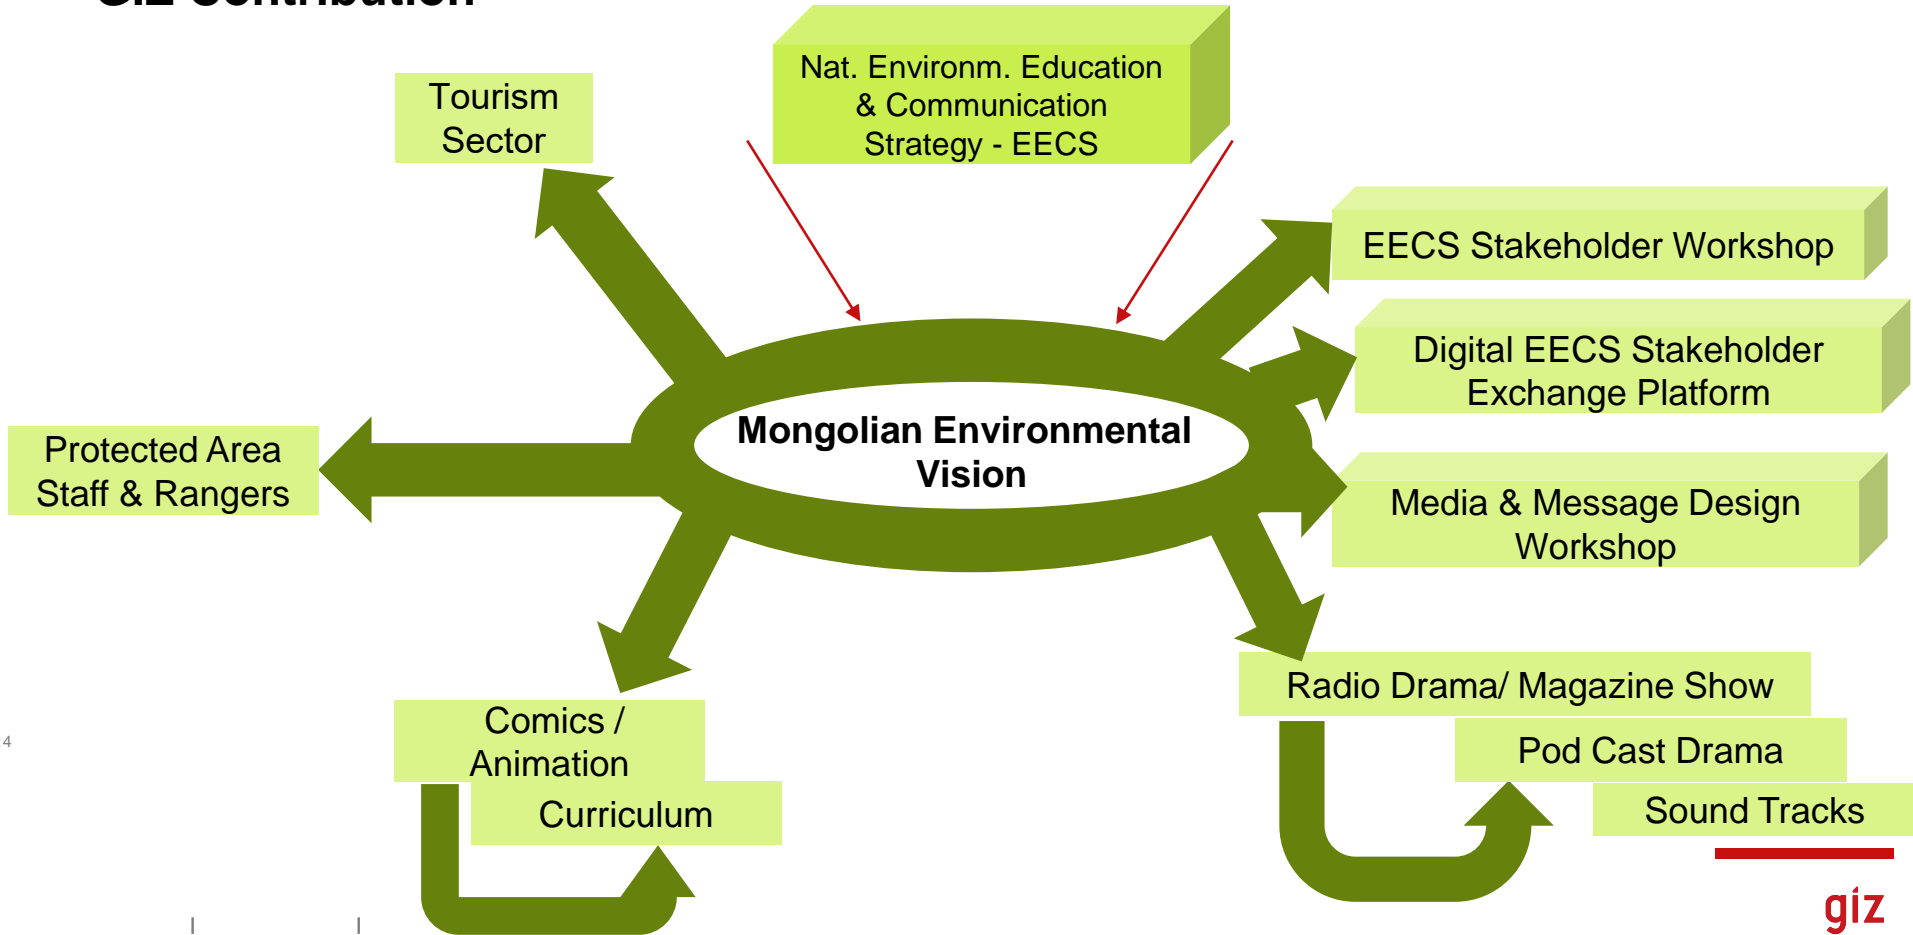 GIZ Contribution
Nat. Environm. Education
& Communication
Strategy - EECS
Tourism
Sector
EECS Stakeholder Workshop
Digital EECS Stakeholder
Exchange Platform
Mongolian Environmental
Vision
Protected Area
Staff & Rangers
Media & Message Design
Workshop
Radio Drama/ Magazine Show
Pod Cast Drama
Sound Tracks
Comics /
Animation
Curriculum
giz